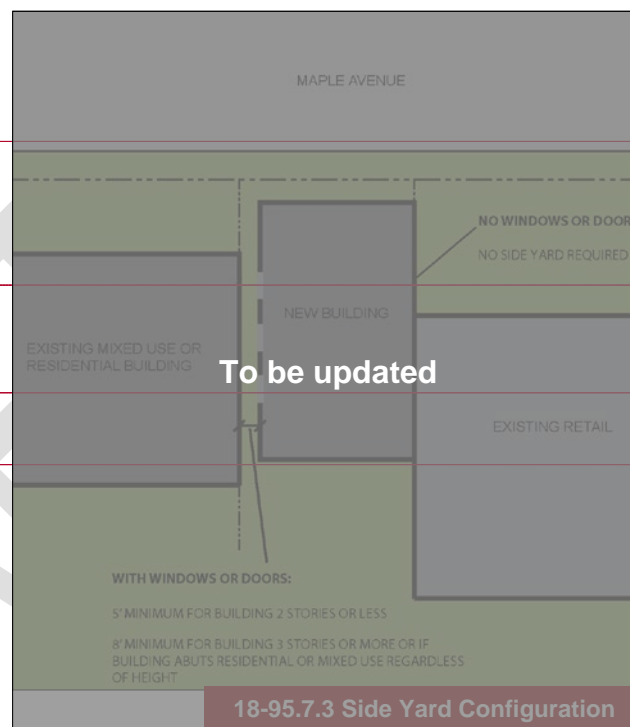 MAPLE AVENUE
NO WINDOWS OR DOOR
NO SIDE YARD REQUIRED
NEW BUILDING
EXISTING MIXED USE OR
RESIDENTIAL BUILDING
To be updated
EXISTING RETAIL
WITH WINDOWS OR DOORS:
5' MINIMUM FOR BUILDING 2 STORIES OR LESS
8' MINIMUM FOR BUILDING 3 STORIES OR MORE OR IF
BUILDING ABUTS RESIDENTIAL OR MIXED USE REGARDLESS
OF HEIGHT
18-95.7.3 Side Yard Configuration